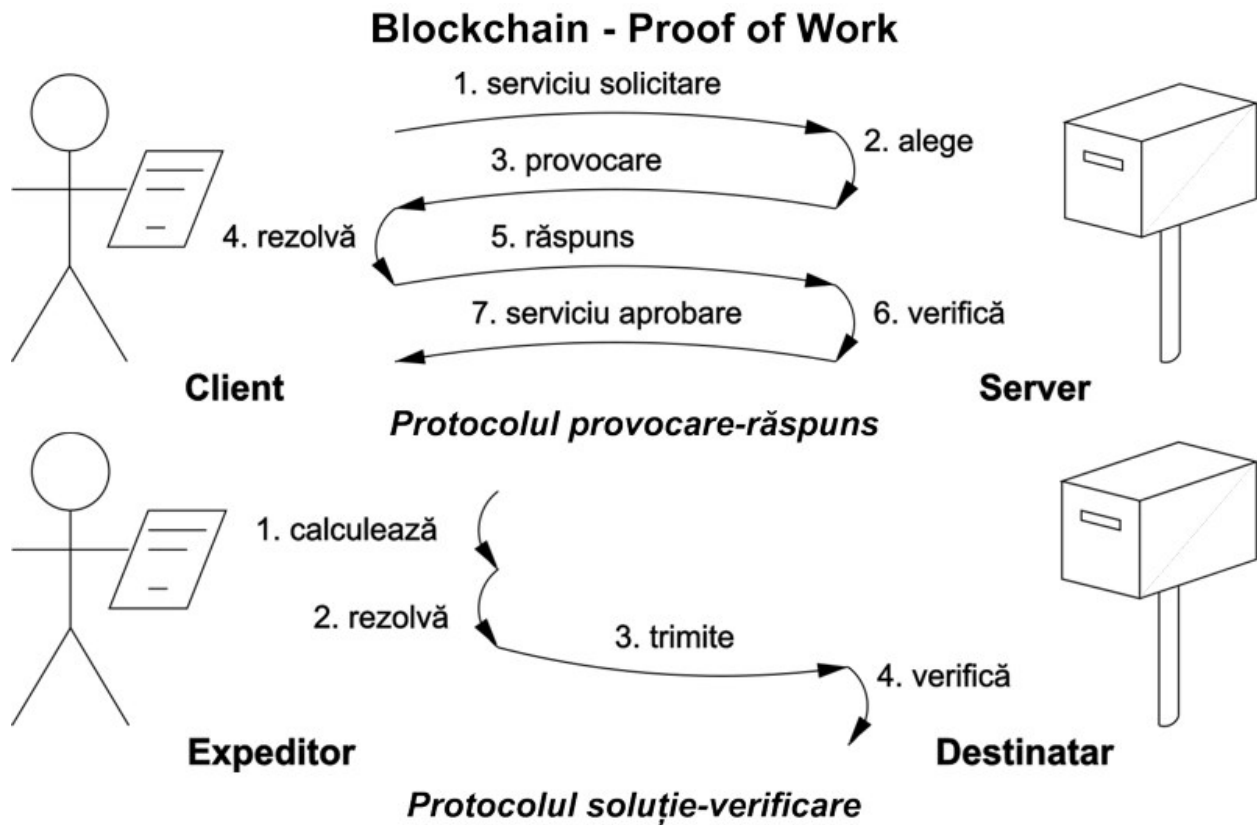 Blockchain - Proof of Work
1. serviciu solicitare
2. alege
3. provocare
4. rezolvă
5. răspuns
6. verifică
7. serviciu aprobare
Client
Server
Protocolul provocare-răspuns
1. calculează
2. rezolvă
3. trimite
4. verifică
Expeditor
Destinatar
Protocolul soluție-verificare